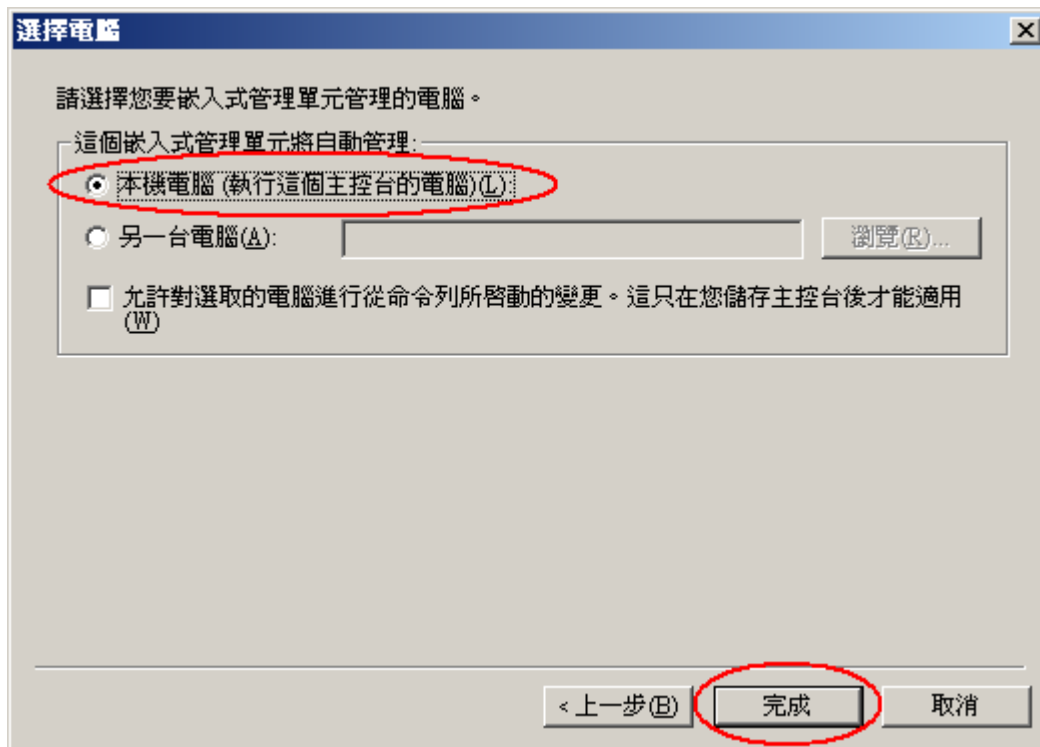 選擇電腦
請選擇您要嵌入式管理單元管理的電腦。
這個嵌入式管理單元將自動管理:
本機電腦 (執行這個主控台的電腦)(L):
另一台電腦(A):
瀏覽(R)...
允許對選取的電腦進行從命令列所啓動的變更。這只在您儲存主控台後才能適用
(W)
< 上一步(B)
完成
取消